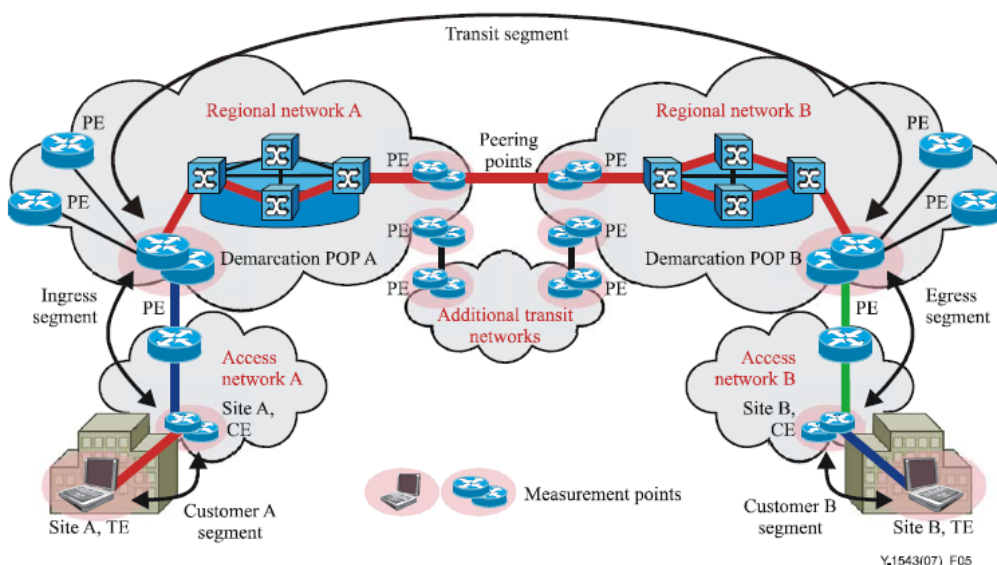 Transit segment
Regional network A
Regional network B
Peering
points
PE
PE
PE
PE
PE
PE
PE
PE
Demarcation POP A
Demarcation POP B
PE
PE
Ingress
segment
Egress
segment
PE
PE
Additional transit
networks
Access
network A
Access
network B
Site A,
CE
Site B,
CE
Measurement points
Customer A
segment
Customer B
segment
Site A, TE
Site B, TE
Y.1543(07)_F05